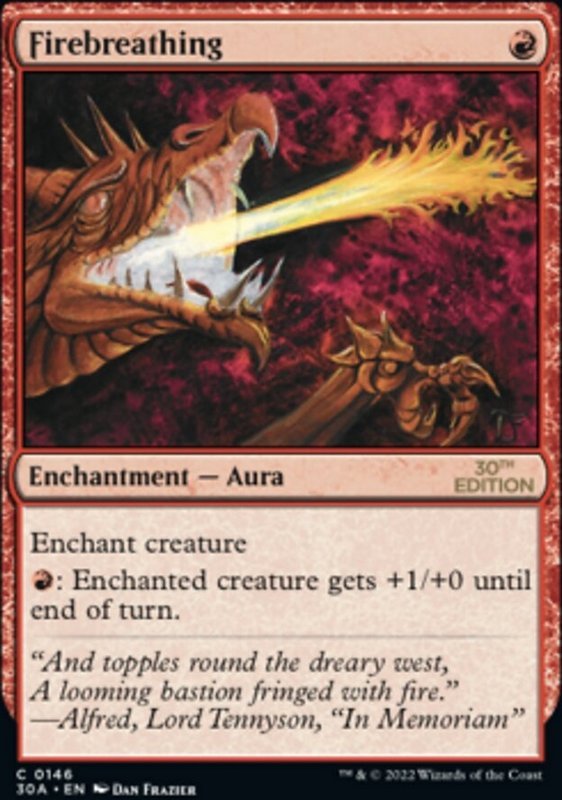 Firebreathing
Enchantment — Aura
30TH
EDITION
Enchant creature
: Enchanted creature gets +1/+0 until
end of turn.
“And topples round the dreary west,
A looming bastion fringed with fire.”
—Alfred, Lord Tennyson, “In Memoriam”
C 0146
30A • EN Dan Frazier
™ & © 2022 Wizards of the Coast
DF